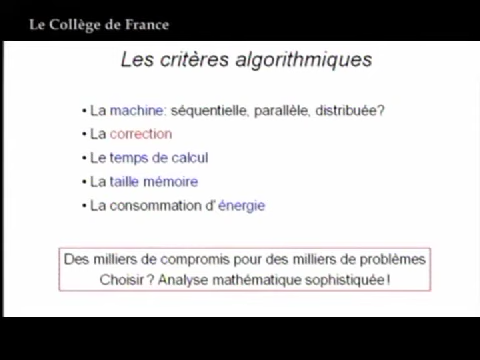 Le Collège de France
Les critères algorithmiques
• La machine: séquentielle, parallèle, distribuée?
• La correction
• Le temps de calcul
• La taille mémoire
• La consommation d'énergie
Des milliers de compromis pour des milliers de problèmes
Choisir ? Analyse mathématique sophistiquée !